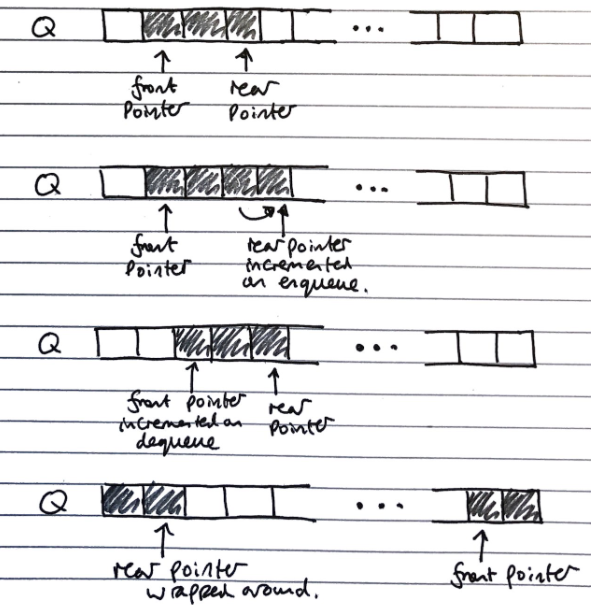 Q
...
front
pointer
rear
pointer
Q
...
front
pointer
rear pointer
incremented
on enqueue.
Q
...
front pointer
incremented on
dequeue
rear
pointer
Q
...
rear pointer
wrapped around.
front pointer